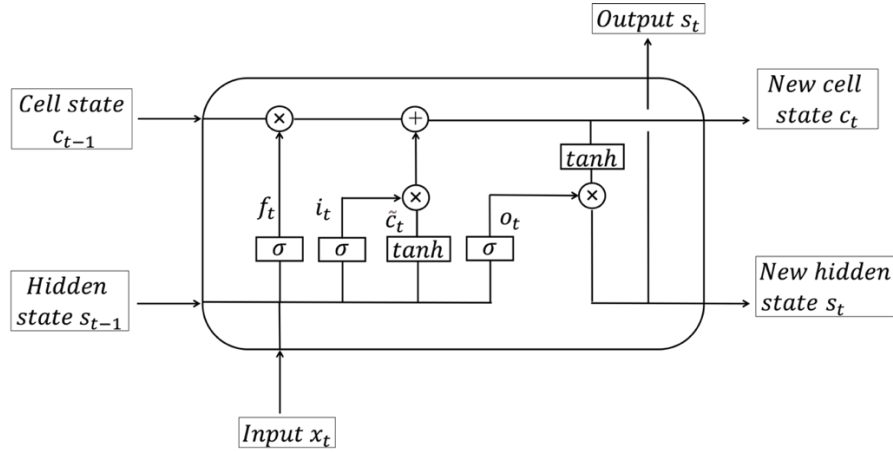 Output s_t
Cell state
c_{t−1}
New cell
state c_t
×
+
tanh
f_t
i_t
×
c̃_t
o_t
×
σ
σ
tanh
σ
Hidden
state s_{t−1}
New hidden
state s_t
Input x_t